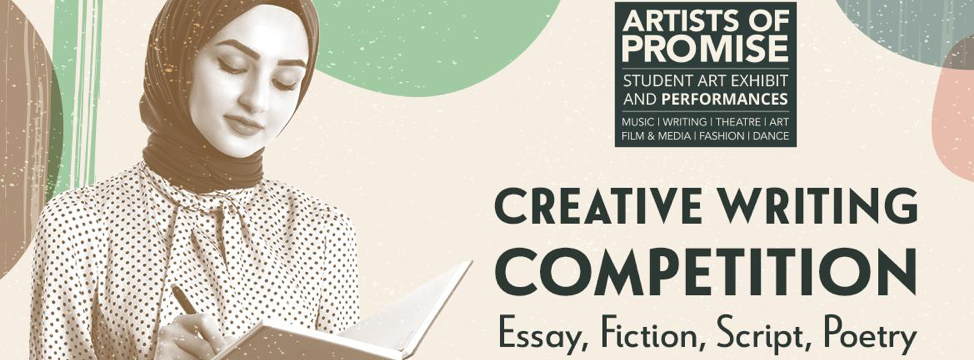 ARTISTS OF
PROMISE
STUDENT ART EXHIBIT
AND PERFORMANCES
MUSIC | WRITING | THEATRE | ART
FILM & MEDIA | FASHION | DANCE
CREATIVE WRITING
COMPETITION
Essay, Fiction, Script, Poetry